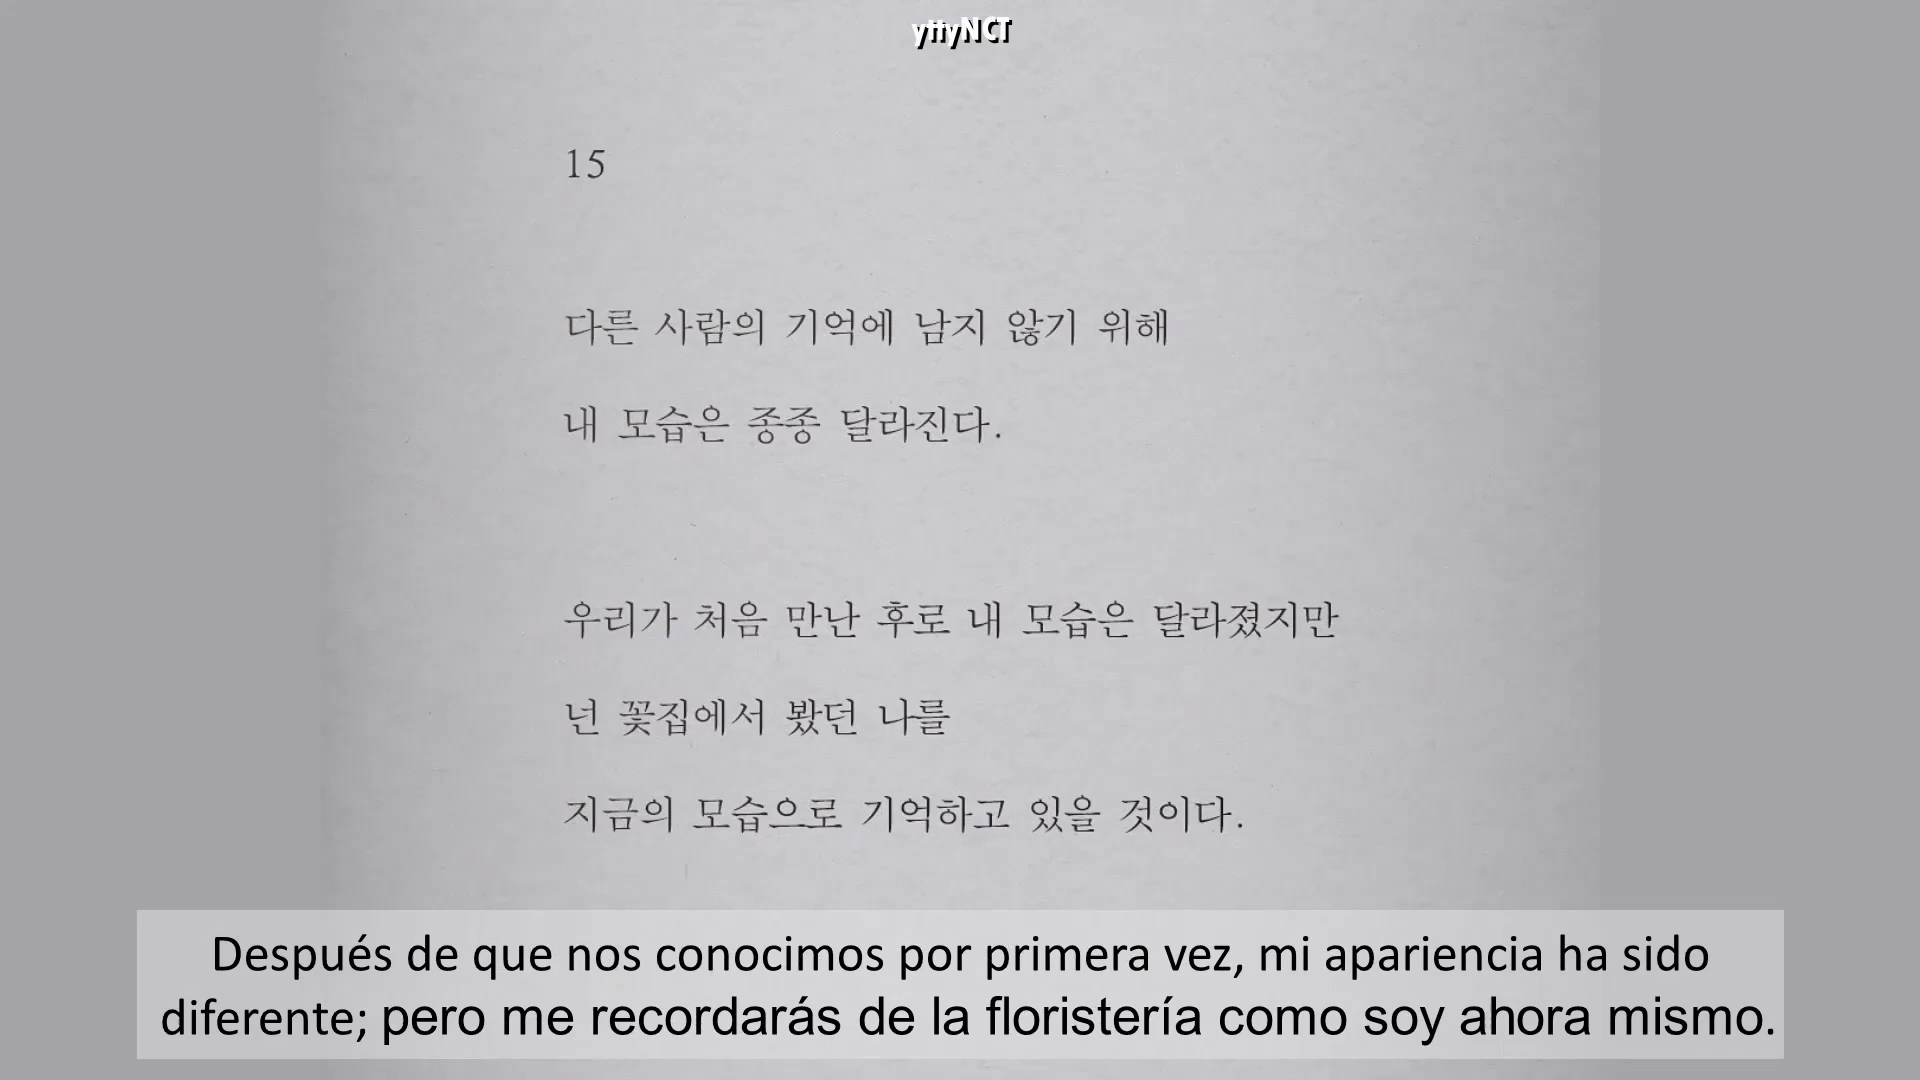 yttyNCT
15
다른 사람의 기억에 남지 않기 위해
내 모습은 종종 달라진다.
우리가 처음 만난 후로 내 모습은 달라졌지만
넌 꽃집에서 봤던 나를
지금의 모습으로 기억하고 있을 것이다.
Después de que nos conocimos por primera vez, mi apariencia ha sido
diferente; pero me recordarás de la floristería como soy ahora mismo.